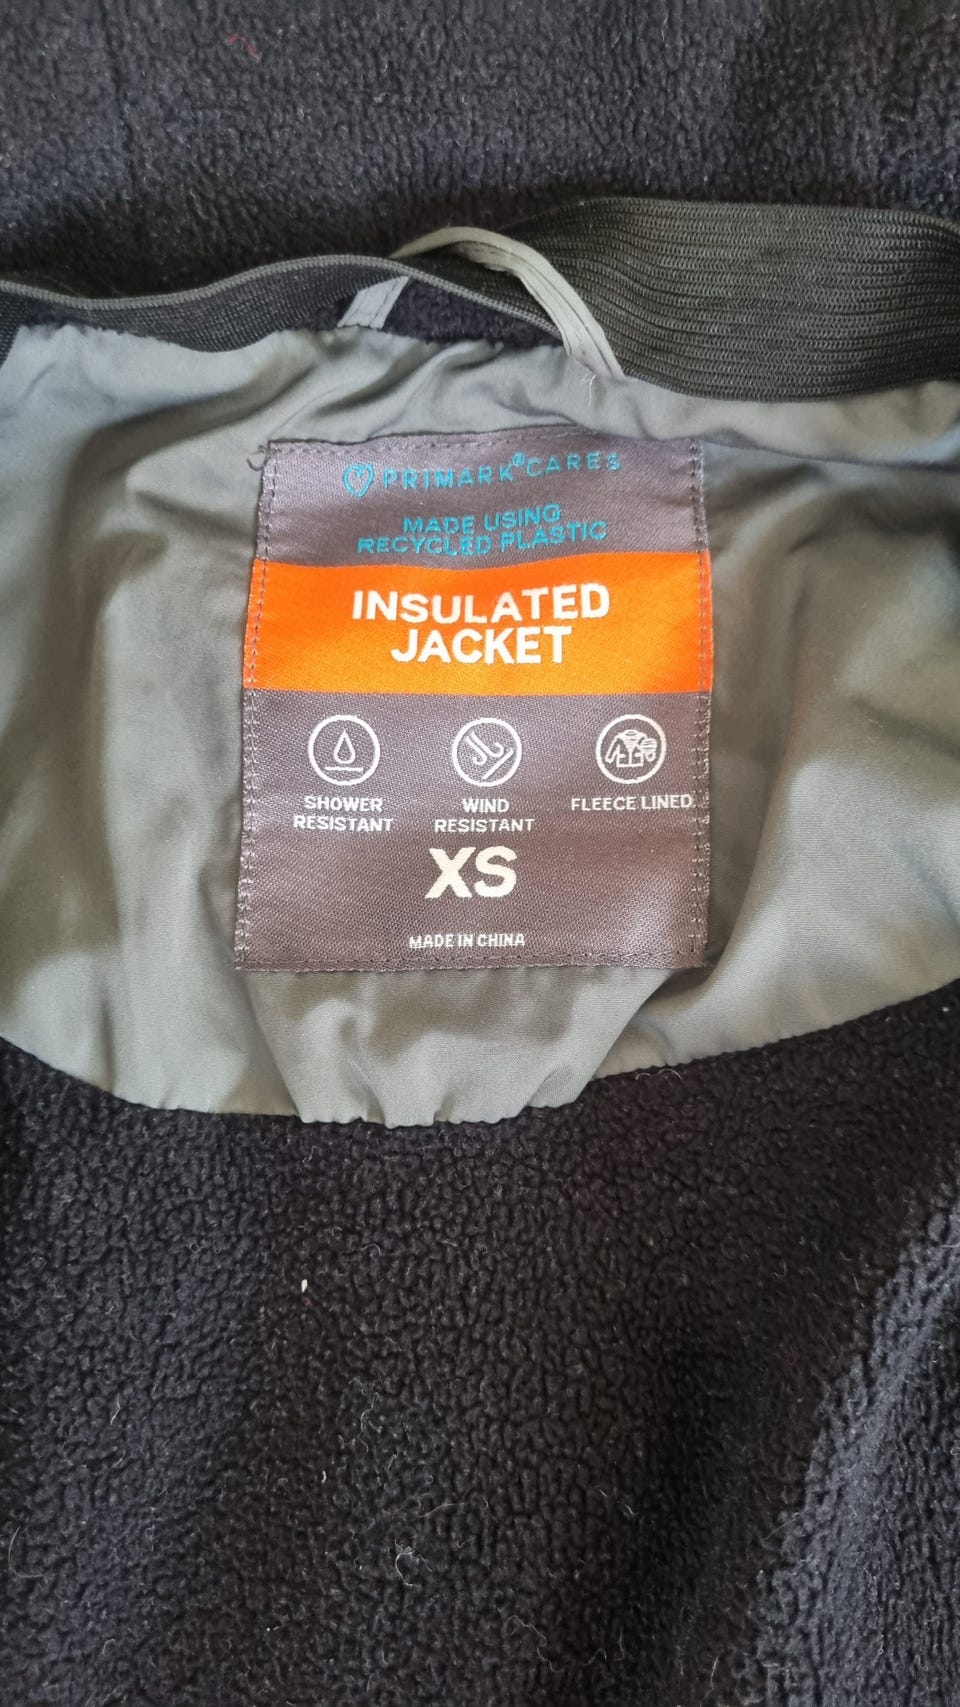 PRIMARK® CARES
MADE USING
RECYCLED PLASTIC
INSULATED
JACKET
SHOWER
RESISTANT
WIND
RESISTANT
FLEECE LINED
XS
MADE IN CHINA